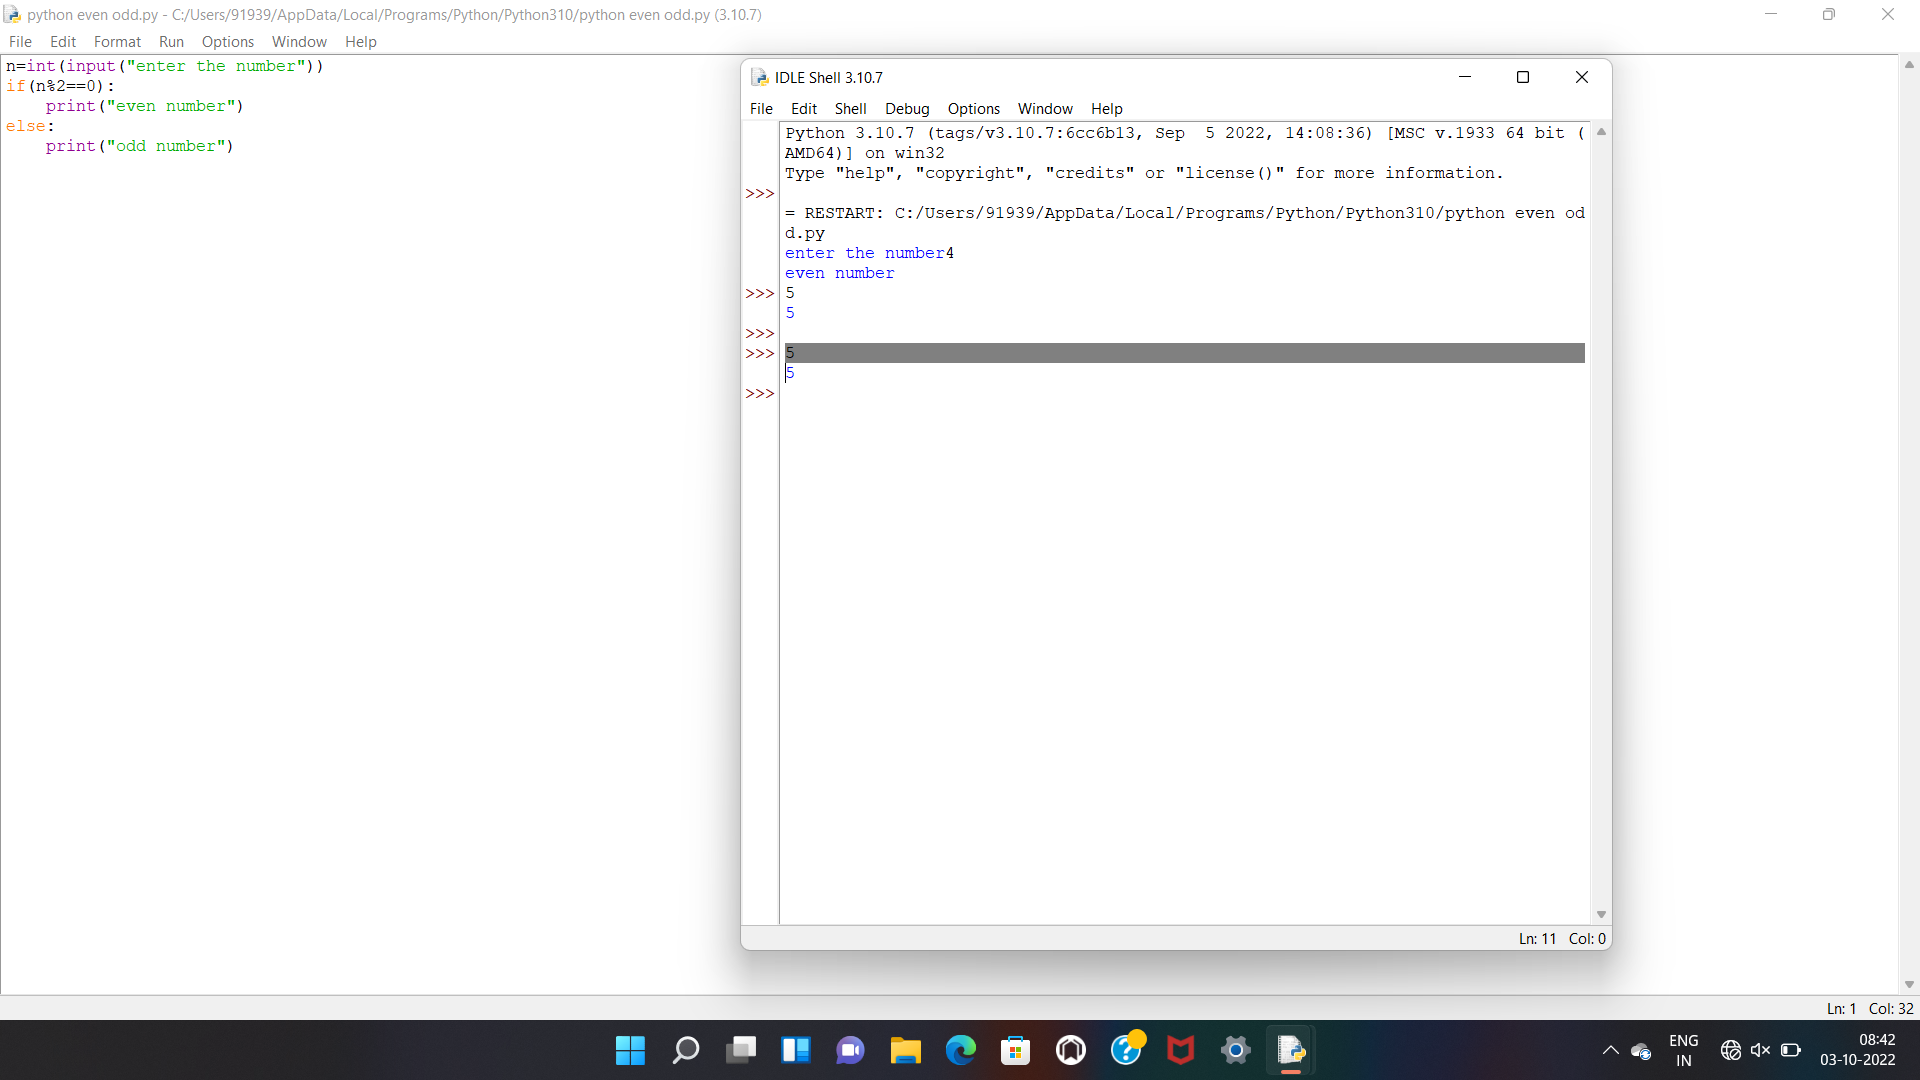 python even odd.py - C:/Users/91939/AppData/Local/Programs/Python/Python310/python even odd.py (3.10.7)
File Edit Format Run Options Window Help
n=int(input("enter the number"))
if(n%2==0):
    print("even number")
else:
    print("odd number")
IDLE Shell 3.10.7
File Edit Shell Debug Options Window Help
Python 3.10.7 (tags/v3.10.7:6cc6b13, Sep  5 2022, 14:08:36) [MSC v.1933 64 bit (
AMD64)] on win32
Type "help", "copyright", "credits" or "license()" for more information.
>>>
= RESTART: C:/Users/91939/AppData/Local/Programs/Python/Python310/python even od
d.py
enter the number4
even number
>>> 5
5
>>>
>>> 5
5
>>>
Ln: 11 Col: 0
Ln: 1 Col: 32
ENG
IN
08:42
03-10-2022